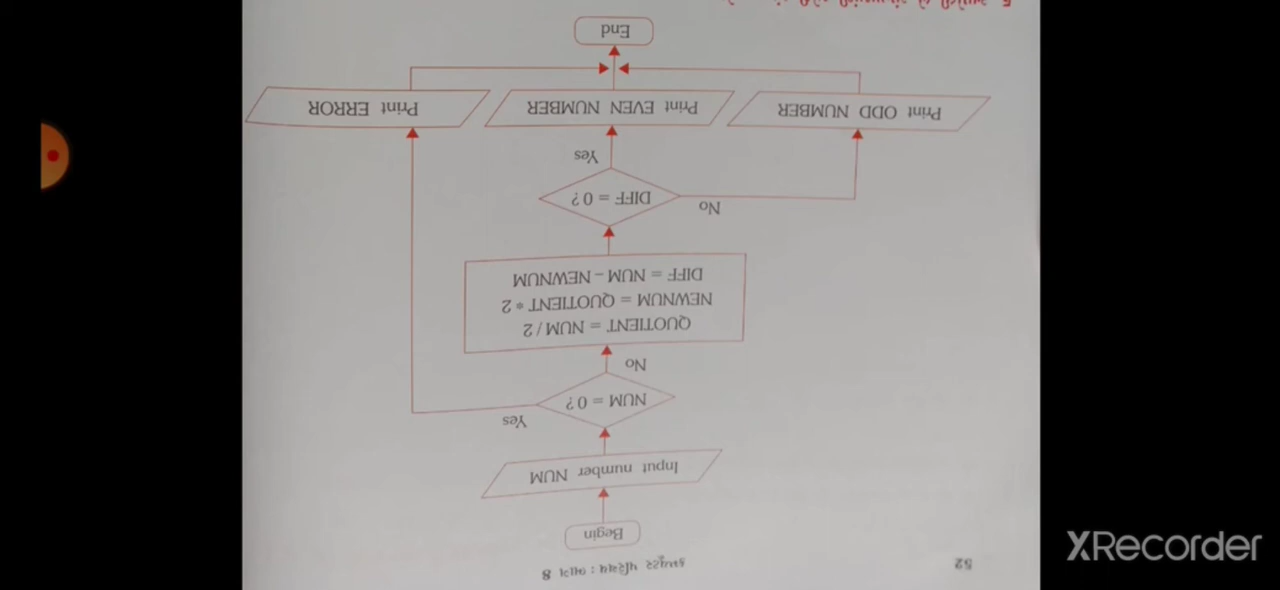 52
કમ્પ્યૂટર પરિચય : ભાગ 8
Begin
Input number NUM
NUM = 0 ?
Yes
No
QUOTIENT = NUM / 2
NEWNUM = QUOTIENT * 2
DIFF = NUM – NEWNUM
DIFF = 0 ?
No
Yes
Print ODD NUMBER
Print EVEN NUMBER
Print ERROR
End
XRecorder